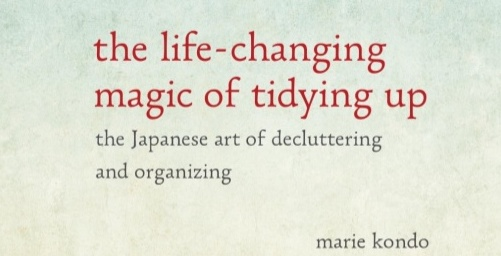 the life-changing
magic of tidying up
the Japanese art of decluttering
and organizing
marie kondo